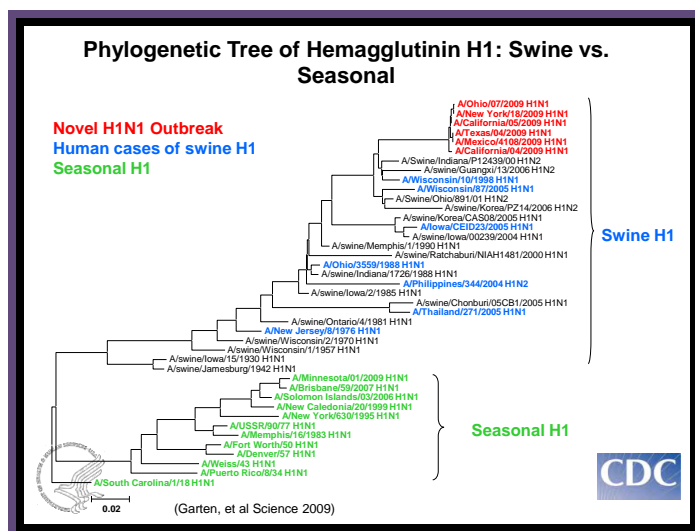 Phylogenetic Tree of Hemagglutinin H1: Swine vs.
Seasonal
Novel H1N1 Outbreak
Human cases of swine H1
Seasonal H1
A/Ohio/07/2009 H1N1
A/New York/18/2009 H1N1
A/California/05/2009 H1N1
A/Texas/04/2009 H1N1
A/Mexico/4108/2009 H1N1
A/California/04/2009 H1N1
A/Swine/Indiana/P12439/00 H1N2
A/swine/Guangxi/13/2006 H1N2
A/Wisconsin/10/1998 H1N1
A/Wisconsin/87/2005 H1N1
A/Swine/Ohio/891/01 H1N2
A/swine/Korea/PZ14/2006 H1N2
A/swine/Korea/CAS08/2005 H1N1
A/Iowa/CEID23/2005 H1N1
A/swine/Iowa/00239/2004 H1N1
A/swine/Memphis/1/1990 H1N1
A/swine/Ratchaburi/NIAH1481/2000 H1N1
A/Ohio/3559/1988 H1N1
A/swine/Indiana/1726/1988 H1N1
A/Philippines/344/2004 H1N2
A/swine/Iowa/2/1985 H1N1
A/swine/Chonburi/05CB1/2005 H1N1
A/Thailand/271/2005 H1N1
A/swine/Ontario/4/1981 H1N1
A/New Jersey/8/1976 H1N1
A/swine/Wisconsin/2/1970 H1N1
A/swine/Wisconsin/1/1957 H1N1
A/swine/Iowa/15/1930 H1N1
A/swine/Jamesburg/1942 H1N1
Swine H1
A/Minnesota/01/2009 H1N1
A/Brisbane/59/2007 H1N1
A/Solomon Islands/03/2006 H1N1
A/New Caledonia/20/1999 H1N1
A/New York/630/1995 H1N1
A/USSR/90/77 H1N1
A/Memphis/16/1983 H1N1
A/Fort Worth/50 H1N1
A/Denver/57 H1N1
A/Weiss/43 H1N1
A/Puerto Rico/8/34 H1N1
A/South Carolina/1/18 H1N1
Seasonal H1
0.02
(Garten, et al Science 2009)
CDC